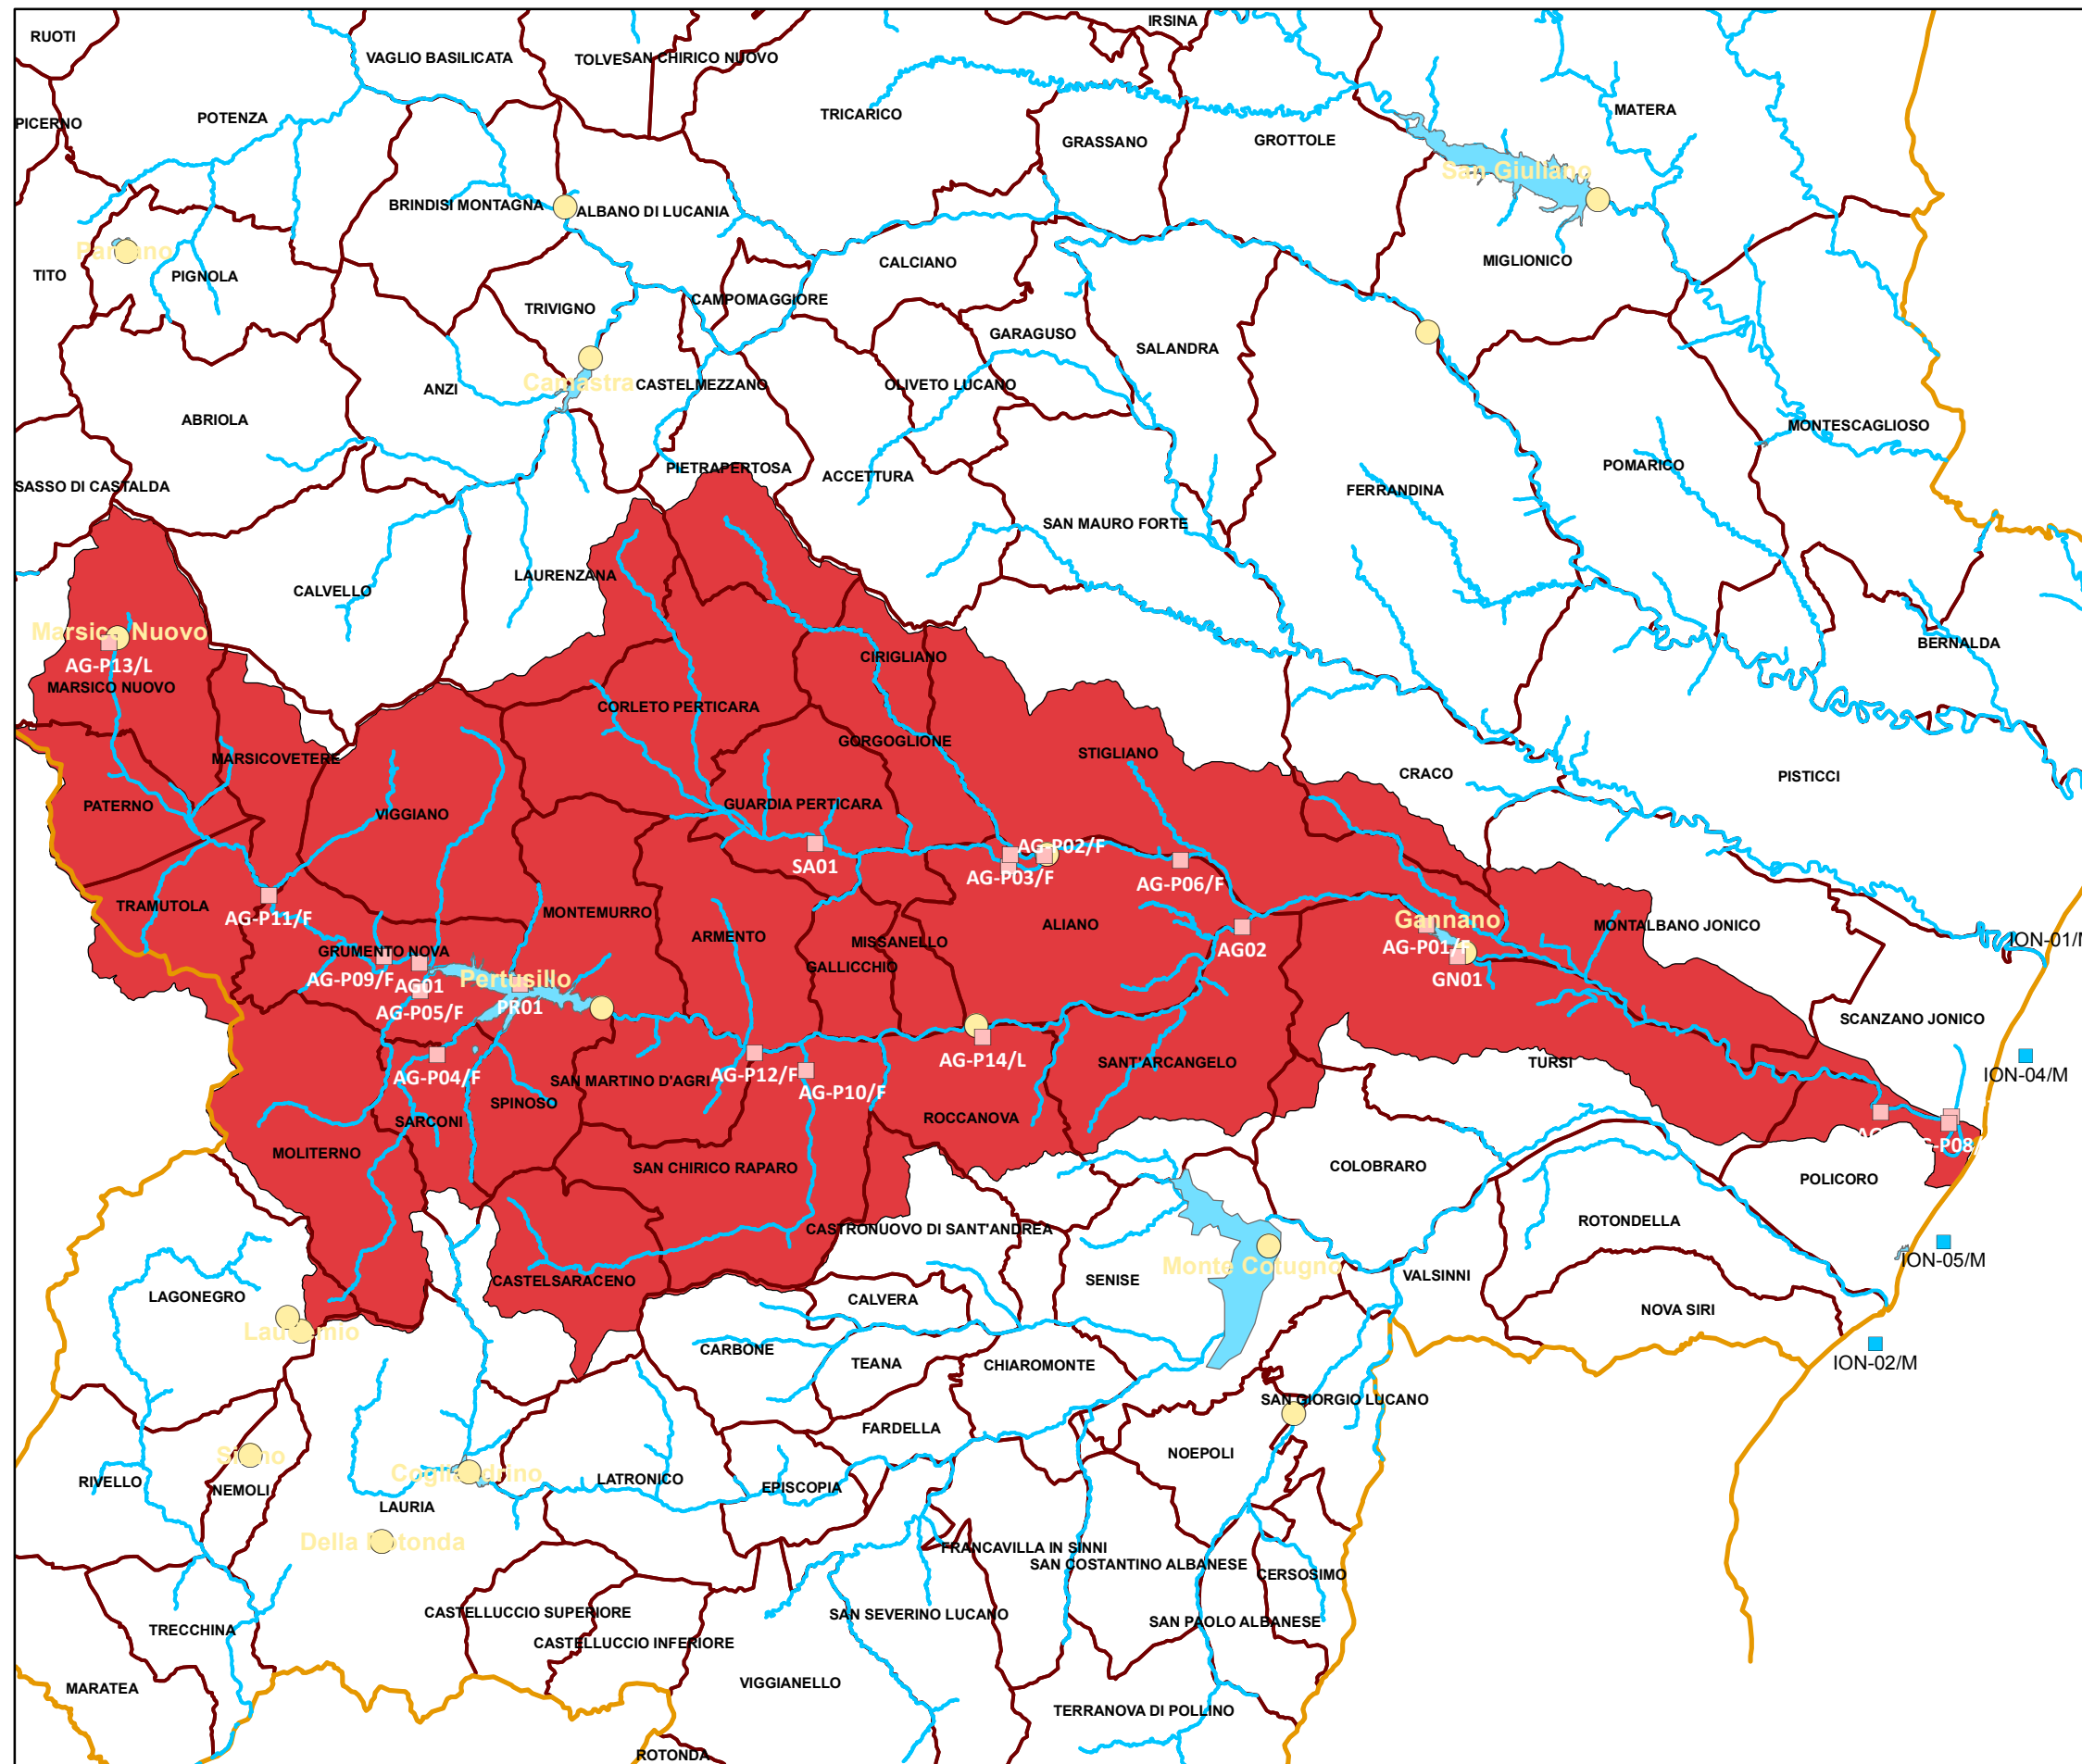 IRSINA
RUOTI
VAGLIO BASILICATA
TOLVE
SAN CHIRICO NUOVO
POTENZA
TRICARICO
MATERA
PICERNO
GRASSANO
GROTTOLE
San Giuliano
BRINDISI MONTAGNA
ALBANO DI LUCANIA
TITO
PIGNOLA
CALCIANO
MIGLIONICO
CAMPOMAGGIORE
TRIVIGNO
GARAGUSO
SALANDRA
Camastra
CASTELMEZZANO
OLIVETO LUCANO
ANZI
ABRIOLA
MONTESCAGLIOSO
PIETRAPERTOSA
ACCETTURA
POMARICO
SASSO DI CASTALDA
FERRANDINA
SAN MAURO FORTE
LAURENZANA
CALVELLO
Marsico Nuovo
BERNALDA
AG-P13/L
CIRIGLIANO
MARSICO NUOVO
CORLETO PERTICARA
GORGOGLIONE
STIGLIANO
MARSICOVETERE
CRACO
PISTICCI
PATERNO
VIGGIANO
GUARDIA PERTICARA
AG-P02/F
SA01
AG-P03/F
AG-P06/F
TRAMUTOLA
AG-P11/F
MONTEMURRO
ALIANO
Gannano
MONTALBANO JONICO
ARMENTO
MISSANELLO
AG02
AG-P01/F
ION-01/M
GRUMENTO NOVA
GALLICCHIO
AG-P09/F
AG01
Pertusillo
GN01
AG-P05/F
PR01
SCANZANO JONICO
AG-P14/L
SANT'ARCANGELO
TURSI
AG-P04/F
SAN MARTINO D'AGRI
AG-P12/F
ION-04/M
AG-P10/F
SPINOSO
SARCONI
ROCCANOVA
MOLITERNO
SAN CHIRICO RAPARO
COLOBRARO
POLICORO
CASTRONUOVO DI SANT'ANDREA
ROTONDELLA
ION-05/M
Monte Cotugno
CASTELSARACENO
SENISE
VALSINNI
LAGONEGRO
CALVERA
NOVA SIRI
CARBONE
TEANA
CHIAROMONTE
ION-02/M
SAN GIORGIO LUCANO
FARDELLA
NOEPOLI
RIVELLO
NEMOLI
LATRONICO
EPISCOPIA
LAURIA
FRANCAVILLA IN SINNI
SAN COSTANTINO ALBANESE
CERSOSIMO
CASTELLUCCIO SUPERIORE
SAN SEVERINO LUCANO
SAN PAOLO ALBANESE
TRECCHINA
CASTELLUCCIO INFERIORE
MARATEA
VIGGIANELLO
TERRANOVA DI POLLINO
ROTONDA